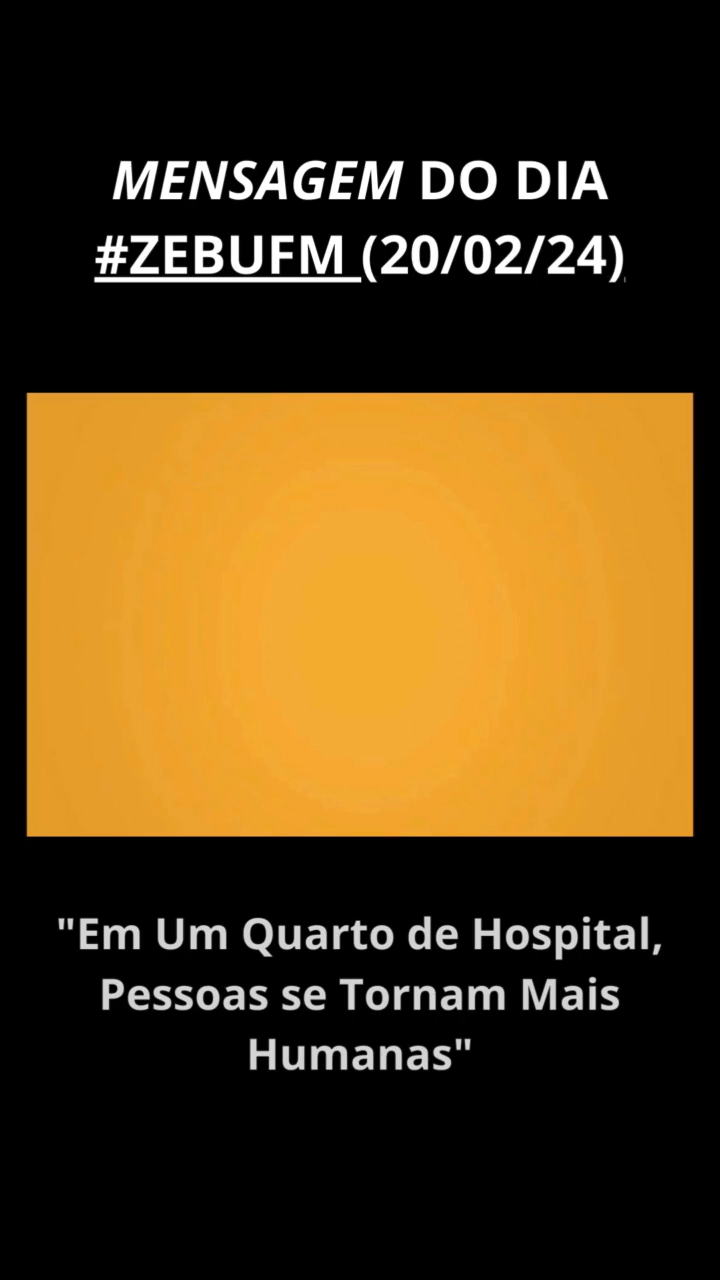 MENSAGEM DO DIA
#ZEBUFM (20/02/24)
"Em Um Quarto de Hospital,
Pessoas se Tornam Mais
Humanas"